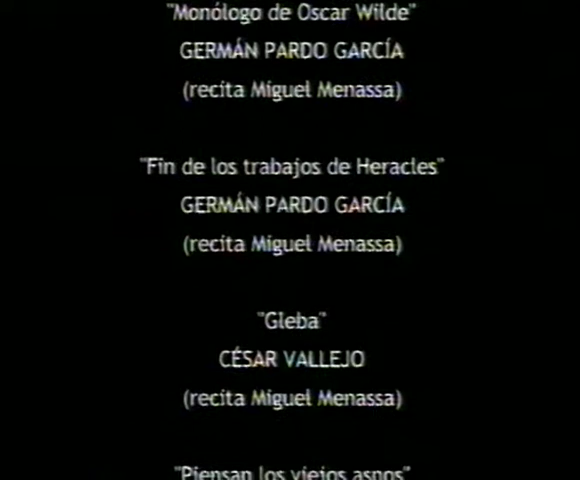 "Monólogo de Oscar Wilde"
GERMÁN PARDO GARCÍA
(recita Miguel Menassa)
"Fin de los trabajos de Heracles"
GERMÁN PARDO GARCÍA
(recita Miguel Menassa)
"Gleba"
CÉSAR VALLEJO
(recita Miguel Menassa)
"Piensan los viejos asnos"